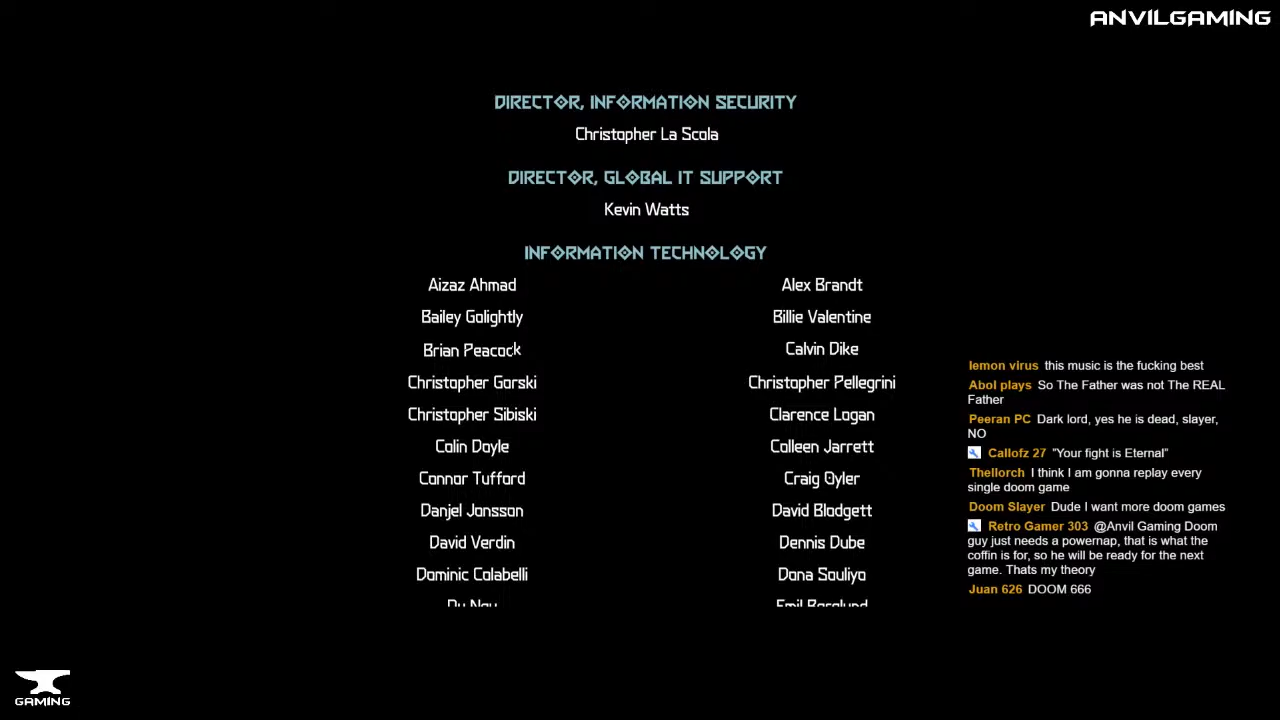 ANVILGAMING
DIRECTOR, INFORMATION SECURITY
Christopher La Scola
DIRECTOR, GLOBAL IT SUPPORT
Kevin Watts
INFORMATION TECHNOLOGY
Aizaz Ahmad
Alex Brandt
Bailey Golightly
Billie Valentine
Brian Peacock
Calvin Dike
Christopher Gorski
Christopher Pellegrini
Christopher Sibiski
Clarence Logan
Colin Doyle
Colleen Jarrett
Connor Tufford
Craig Oyler
Danjel Jonsson
David Blodgett
David Verdin
Dennis Dube
Dominic Colabelli
Dona Souliyo
lemon virus this music is the fucking best
Abol plays So The Father was not The REAL
Father
Peeran PC Dark lord, yes he is dead, slayer,
NO
Callofz 27 "Your fight is Eternal"
Thellorch I think I am gonna replay every
single doom game
Doom Slayer Dude I want more doom games
Retro Gamer 303 @Anvil Gaming Doom
guy just needs a powernap, that is what the
coffin is for, so he will be ready for the next
game. Thats my theory
Juan 626 DOOM 666
GAMING